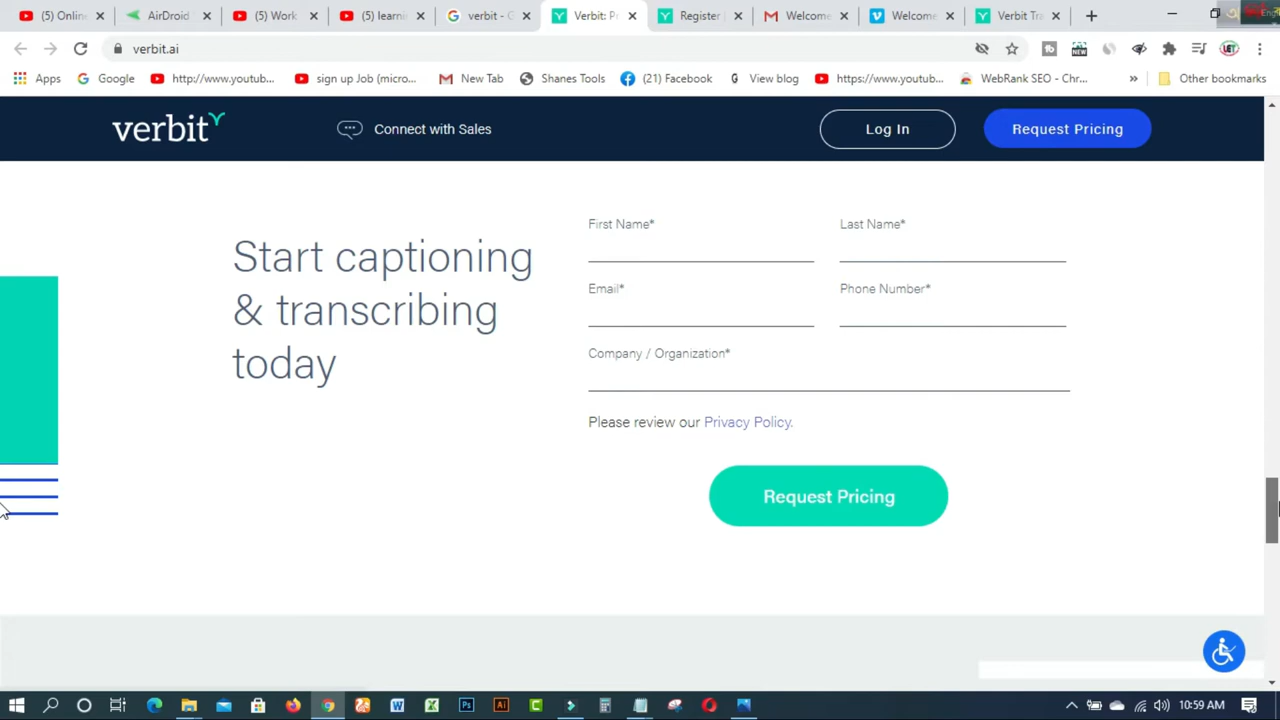 (5) Onlin
AirDroid
(5) Work
(5) learni
verbit - G
Verbit: P
Register
Welcom
Welcome
Verbit Tra
verbit.ai
Apps
Google
http://www.youtub...
sign up Job (micro...
New Tab
Shanes Tools
(21) Facebook
View blog
https://www.youtub...
WebRank SEO - Chr...
»
Other bookmarks
verbit
Connect with Sales
Log In
Request Pricing
Start captioning
& transcribing
today
First Name*
Last Name*
Email*
Phone Number*
Company / Organization*
Please review our Privacy Policy.
Request Pricing
10:59 AM